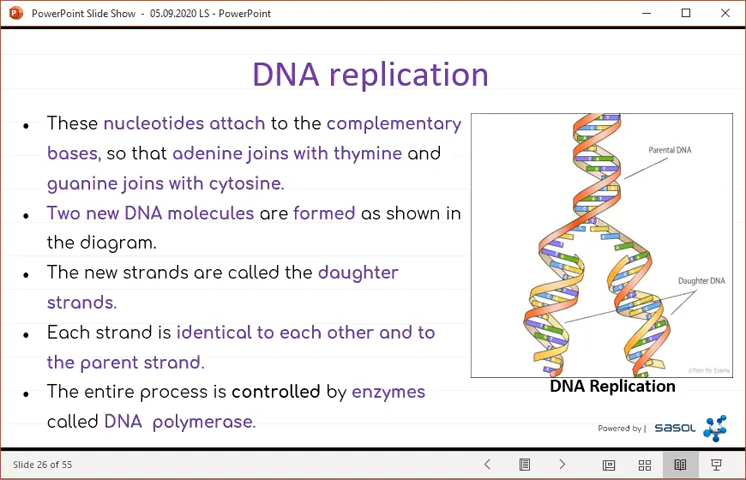 PowerPoint Slide Show - 05.09.2020 LS - PowerPoint
DNA replication
• These nucleotides attach to the complementary
bases, so that adenine joins with thymine and
guanine joins with cytosine.
• Two new DNA molecules are formed as shown in
the diagram.
• The new strands are called the daughter
strands.
• Each strand is identical to each other and to
the parent strand.
• The entire process is controlled by enzymes
called DNA polymerase.
Parental DNA
Daughter DNA
DNA Replication
Powered by | sasol
Slide 26 of 55